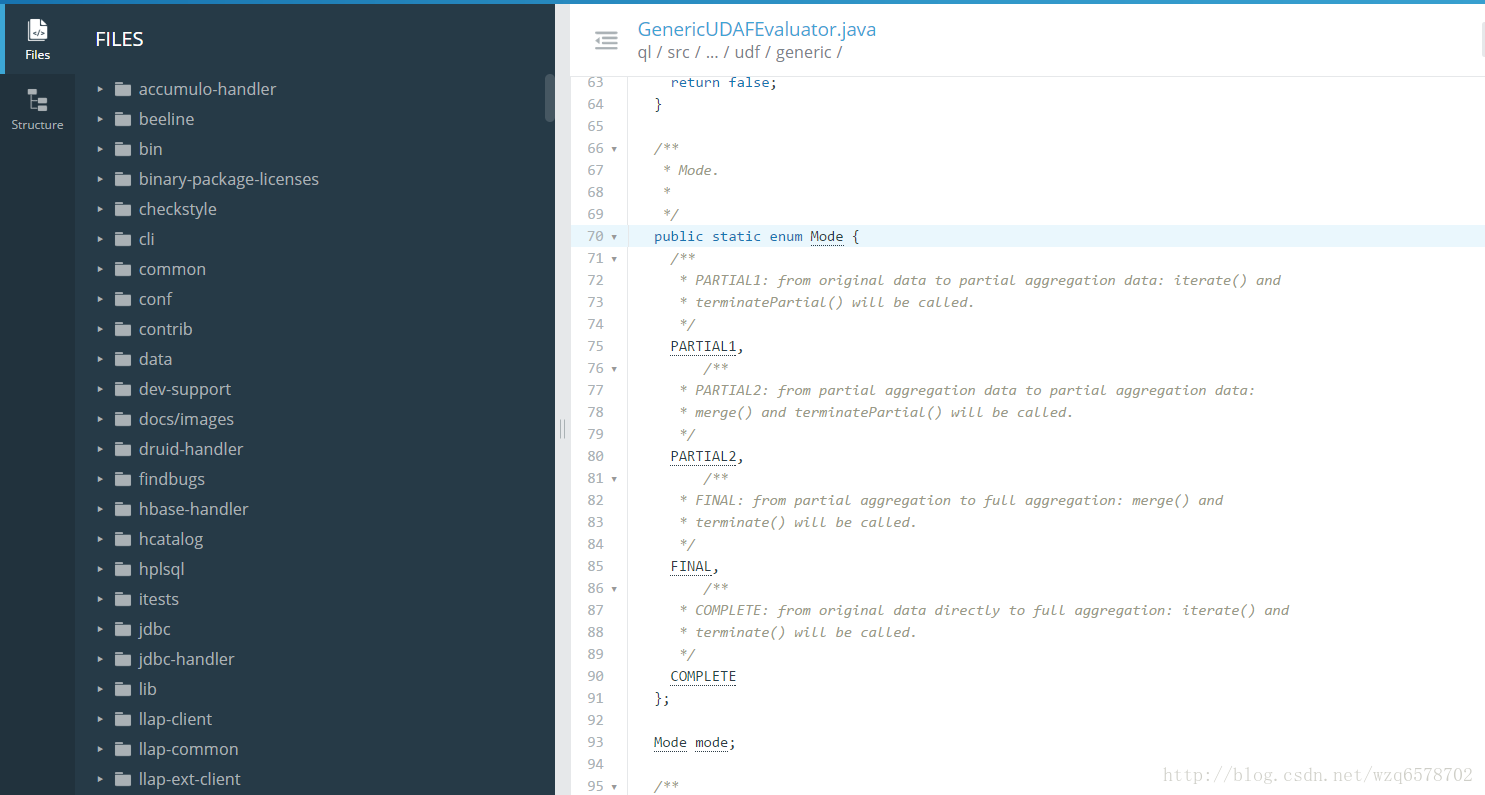 Files
Structure
FILES
accumulo-handler
beeline
bin
binary-package-licenses
checkstyle
cli
common
conf
contrib
data
dev-support
docs/images
druid-handler
findbugs
hbase-handler
hcatalog
hplsql
itests
jdbc
jdbc-handler
lib
llap-client
llap-common
llap-ext-client
GenericUDAFEvaluator.java
ql / src / ... / udf / generic /
63 return false;
64 }
65
66 /**
67 * Mode.
68 *
69 */
70 public static enum Mode {
71 /**
72 * PARTIAL1: from original data to partial aggregation data: iterate() and
73 * terminatePartial() will be called.
74 */
75 PARTIAL1,
76 /**
77 * PARTIAL2: from partial aggregation data to partial aggregation data:
78 * merge() and terminatePartial() will be called.
79 */
80 PARTIAL2,
81 /**
82 * FINAL: from partial aggregation to full aggregation: merge() and
83 * terminate() will be called.
84 */
85 FINAL,
86 /**
87 * COMPLETE: from original data directly to full aggregation: iterate() and
88 * terminate() will be called.
89 */
90 COMPLETE
91 };
92
93 Mode mode;
94
95 /**
http://blog.csdn.net/wzq6578702